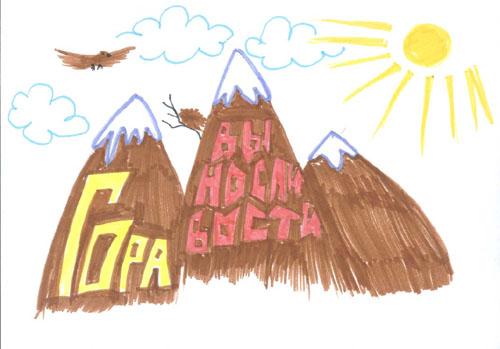 Гора
Вы
носли
вости